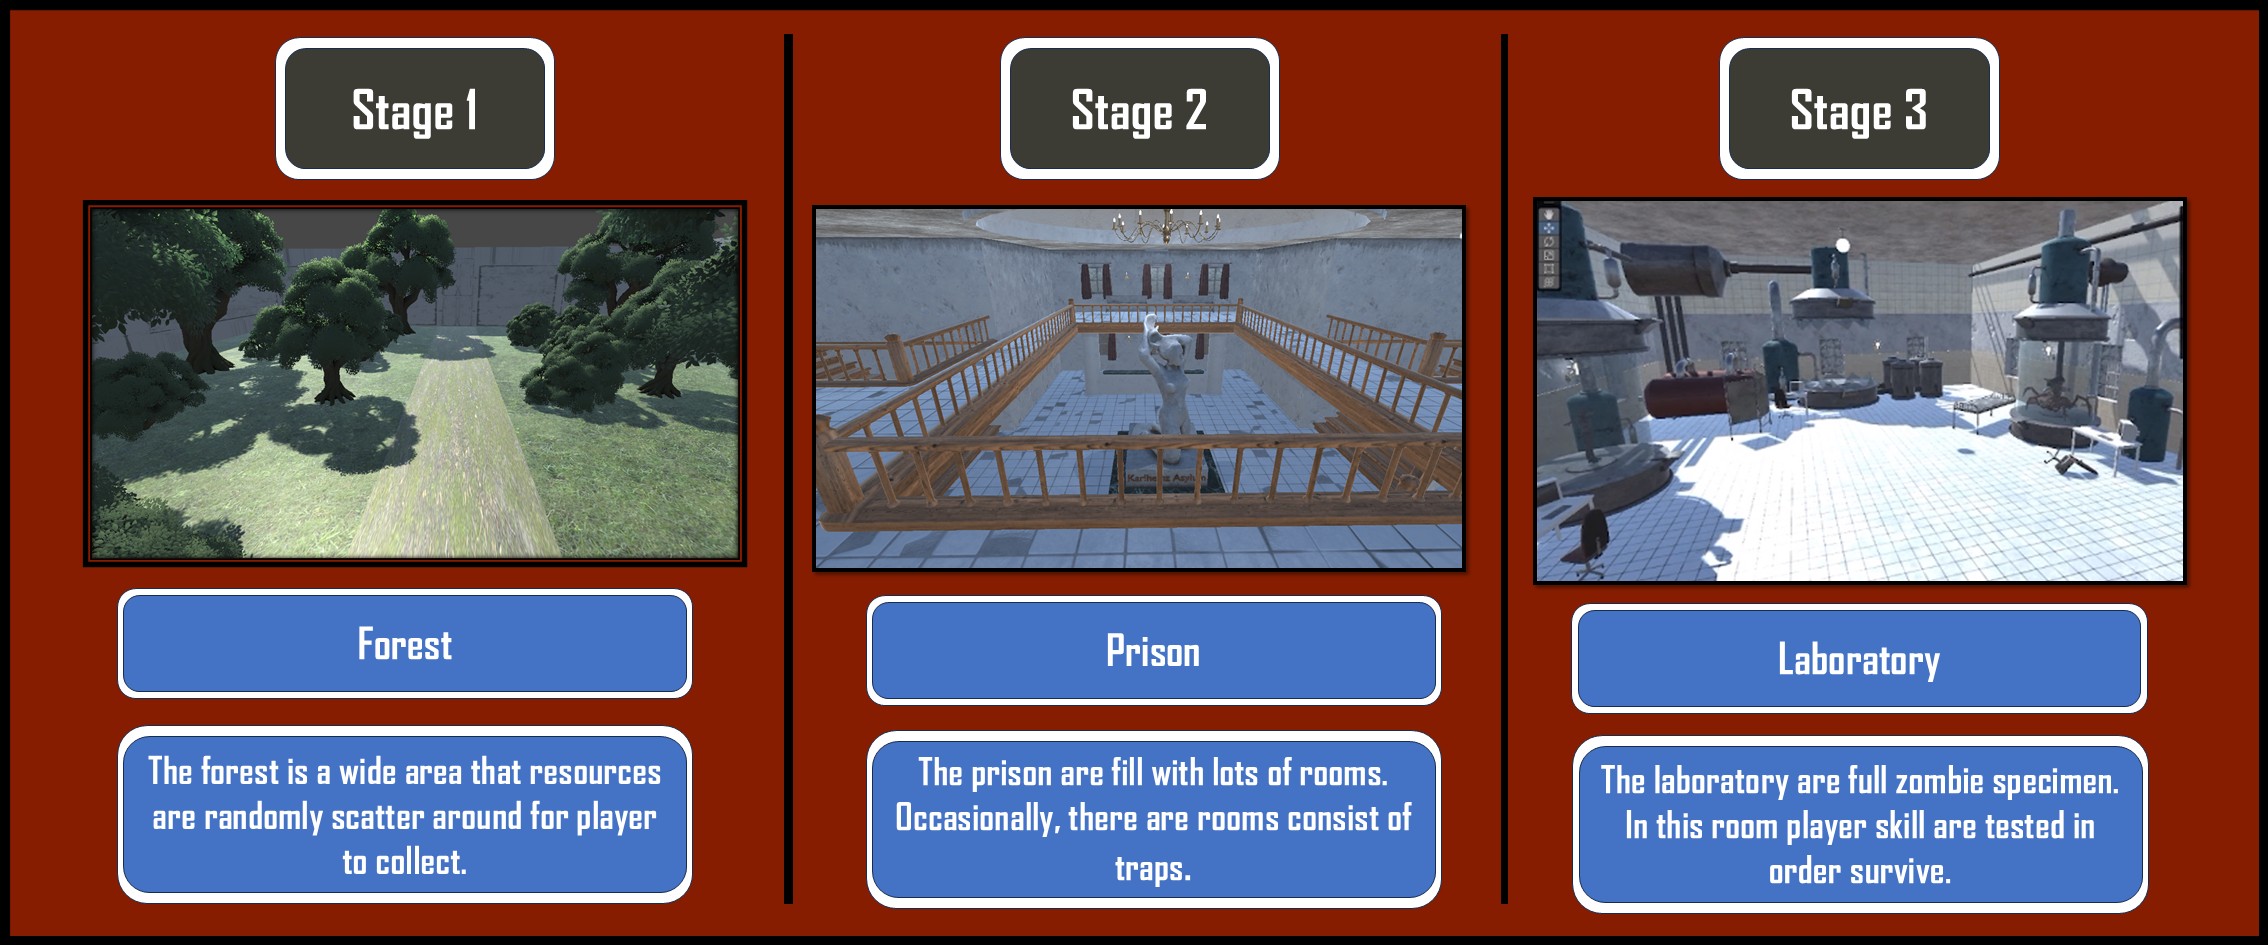 Stage 1
Forest
The forest is a wide area that resources
are randomly scatter around for player
to collect.
Stage 2
Karlheinz Asylum
Prison
The prison are fill with lots of rooms.
Occasionally, there are rooms consist of
traps.
Stage 3
Laboratory
The laboratory are full zombie specimen.
In this room player skill are tested in
order survive.